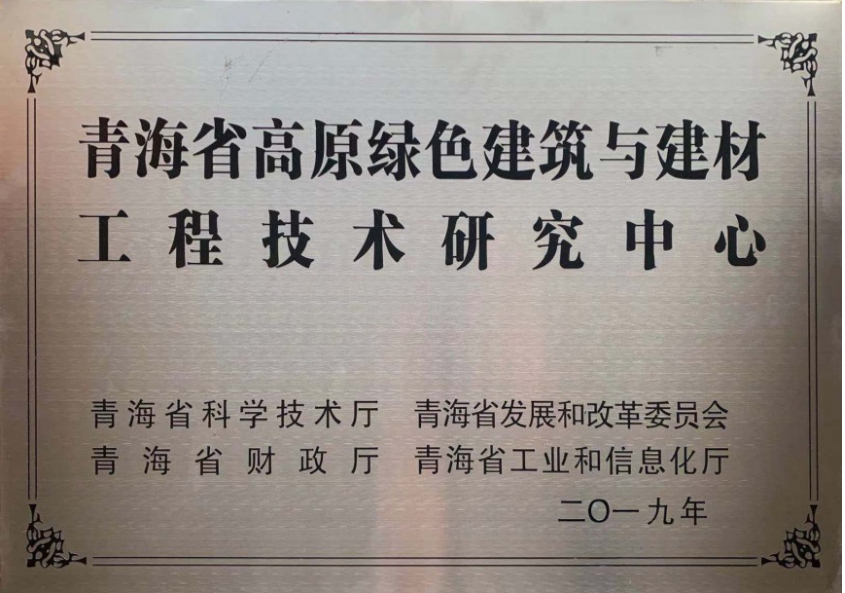 青海省高原绿色建筑与建材
工程技术研究中心
青海省科学技术厅 青海省发展和改革委员会
青海省财政厅 青海省工业和信息化厅
二〇一九年